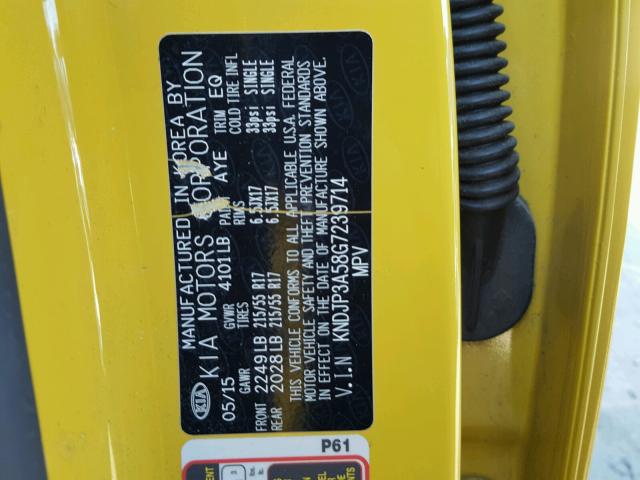 KIA
MANUFACTURED IN KOREA BY
KIA MOTORS CORPORATION
05/15 4101LB PAINT AYE TRIM EQ
GAWR GVWR TIRES RIMS COLD TIRE INFL
FRONT 2249LB 215/55 R17 6.5JX17 33psi SINGLE
REAR 2028LB 215/55 R17 6.5JX17 33psi SINGLE
THIS VEHICLE CONFORMS TO ALL APPLICABLE U.S.A. FEDERAL
MOTOR VEHICLE SAFETY AND THEFT PREVENTION STANDARDS
IN EFFECT ON THE DATE OF MANUFACTURE SHOWN ABOVE.
V.I.N KNDJP3A58G7235714
MPV
P61